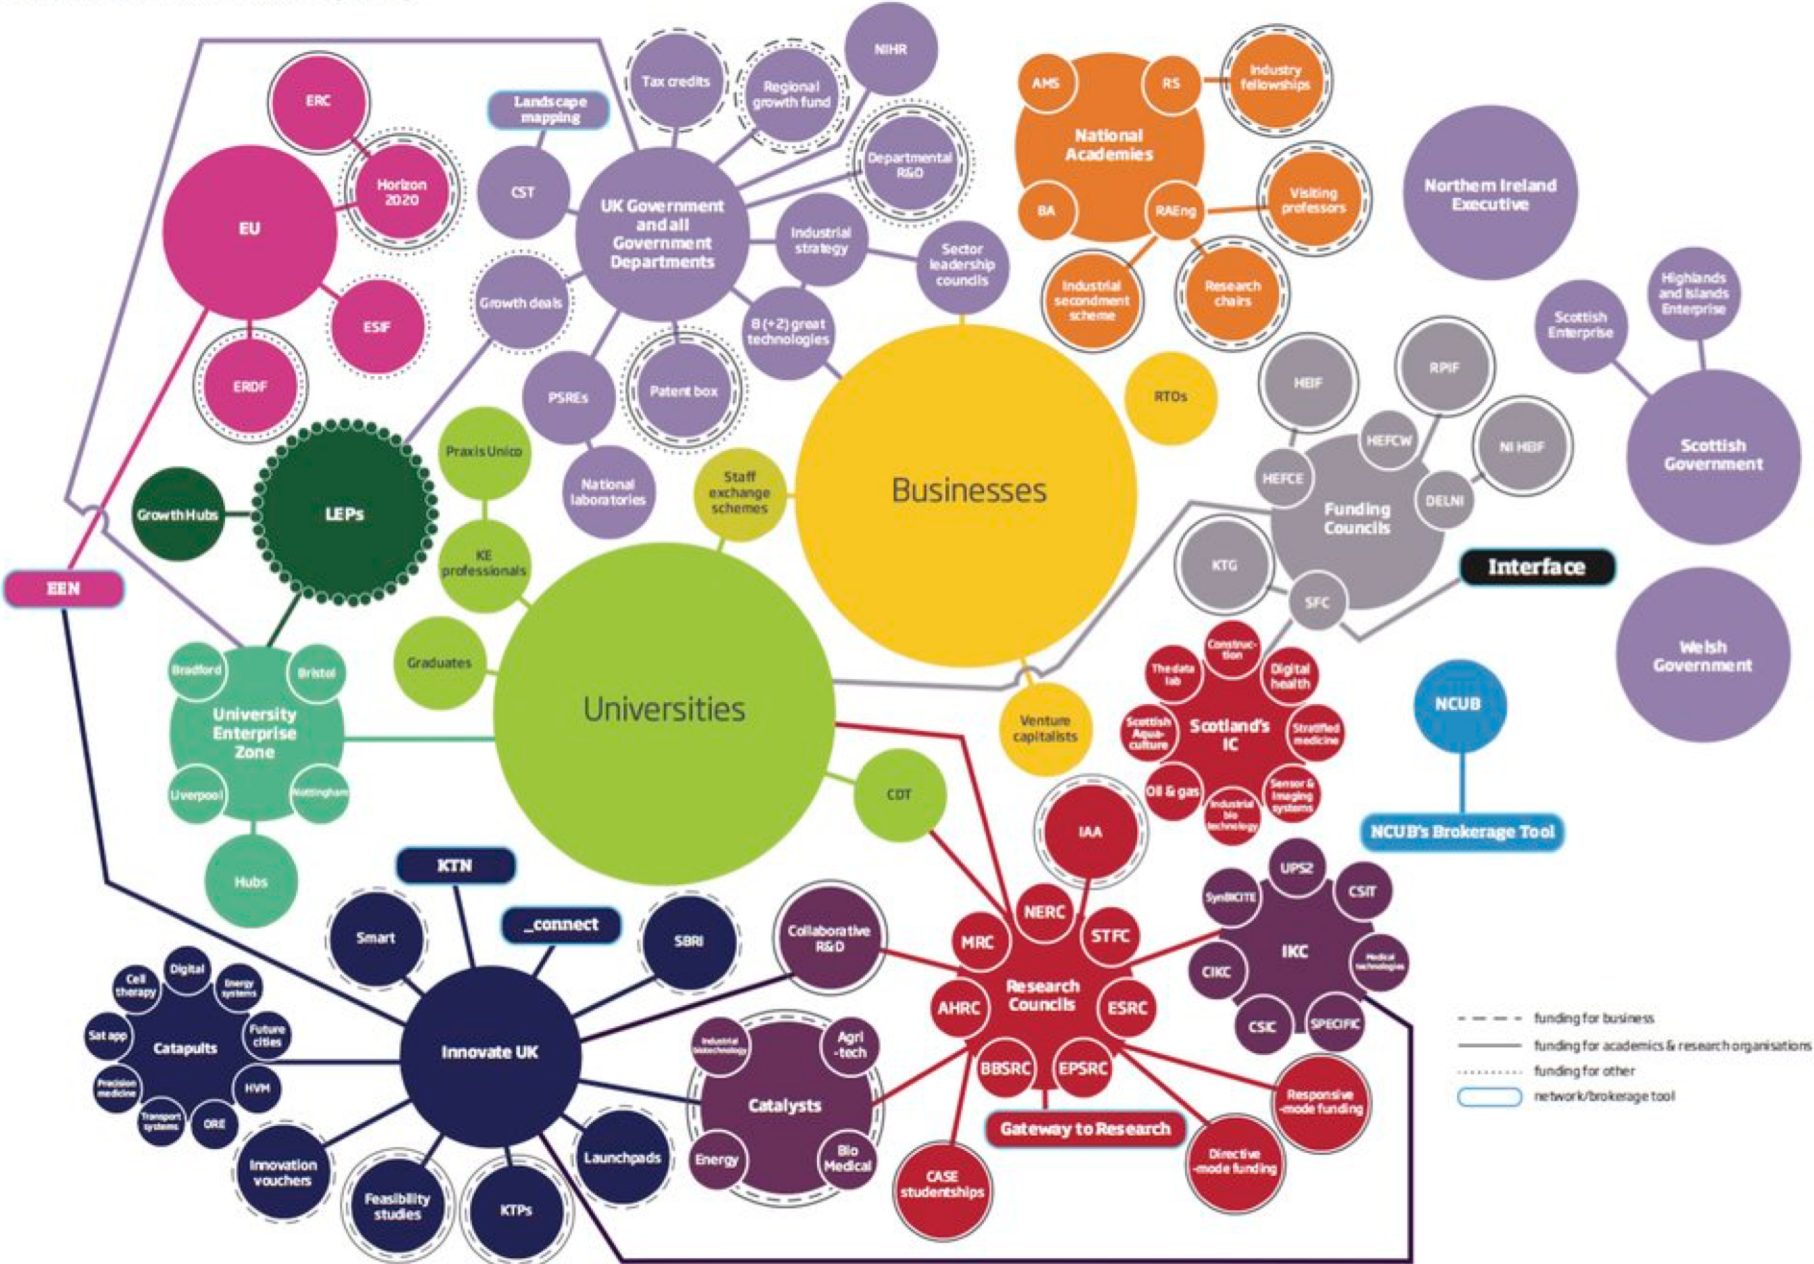 ERC
Horizon
2020
EU
ESIF
ERDF
EEN
Landscape
mapping
Tax credits
Regional
growth fund
NIHR
CST
UK Government
and all
Government
Departments
Departmental
R&D
Industrial
strategy
Sector
leadership
councils
8 (+2) great
technologies
Growth deals
PSREs
Patent box
National
laboratories
AMS
RS
Industry
fellowships
National
Academies
BA
RAEng
Visiting
professors
Industrial
secondment
scheme
Research
chairs
Northern Ireland
Executive
Scottish
Enterprise
Highlands
and Islands
Enterprise
Scottish
Government
Welsh
Government
RTOs
HEIF
RPIF
NI HEIF
HEFCW
HEFCE
DELNI
Funding
Councils
KTG
SFC
Interface
Growth Hubs
LEPs
Praxis Unico
KE
professionals
Graduates
Staff
exchange
schemes
Businesses
Universities
Venture
capitalists
CDT
Bradford
Bristol
University
Enterprise
Zone
Liverpool
Nottingham
Hubs
Construc-
tion
The data
lab
Digital
health
Scottish
Aqua-
culture
Scotland's
IC
Stratified
medicine
Oil & gas
Industrial
bio
technology
Sensor &
Imaging
systems
NCUB
NCUB's Brokerage Tool
KTN
_connect
Smart
SBRI
Collaborative
R&D
Innovate UK
Catapults
Digital
Cell
therapy
Energy
systems
Sat app
Future
cities
Precision
medicine
HVM
Transport
systems
ORE
Innovation
vouchers
Feasibility
studies
KTPs
Launchpads
Industrial
biotechnology
Agri
-tech
Catalysts
Energy
Bio
Medical
IAA
NERC
MRC
STFC
Research
Councils
AHRC
ESRC
BBSRC
EPSRC
Gateway to Research
CASE
studentships
Directive
-mode funding
Responsive
-mode funding
UPS2
SynBICITE
CSIT
IKC
CIKC
Medical
technologies
CSIC
SPECIFIC
funding for business
funding for academics & research organisations
funding for other
network/brokerage tool